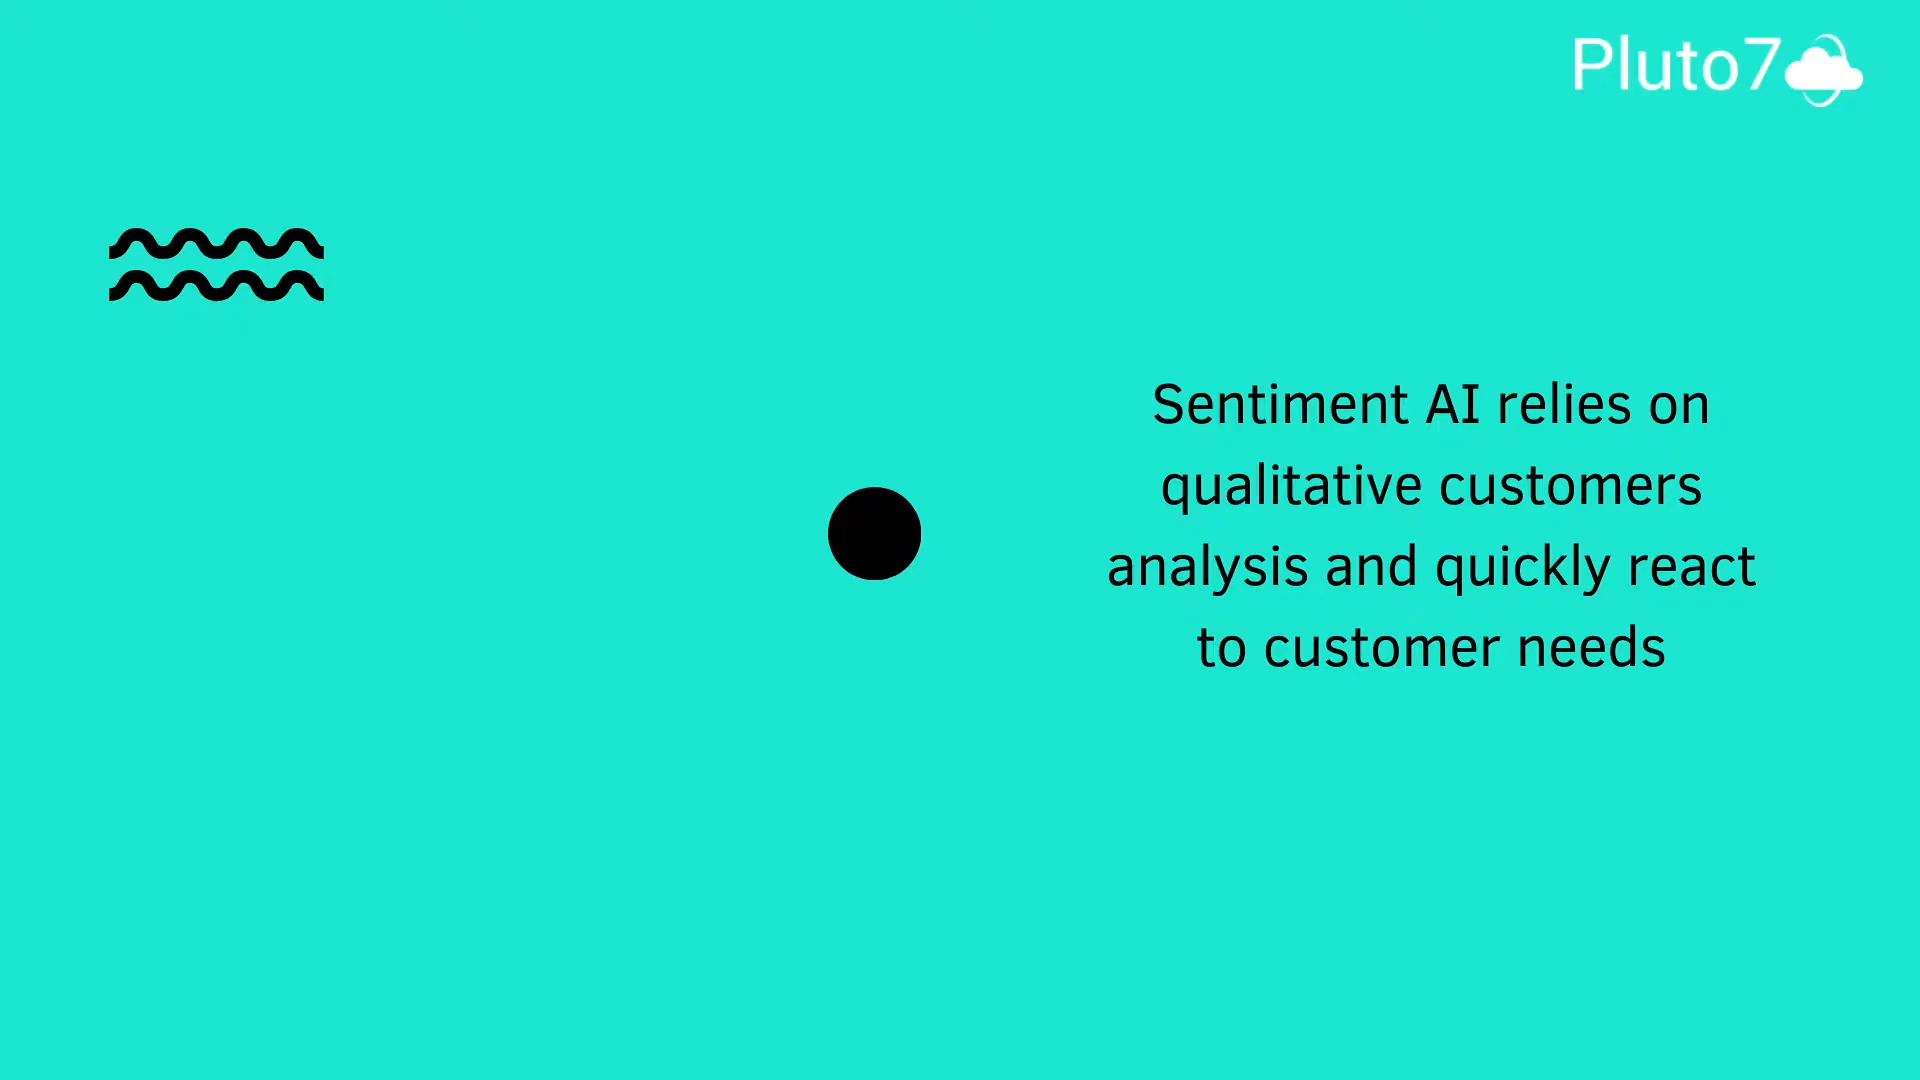 Pluto7
Sentiment AI relies on
qualitative customers
analysis and quickly react
to customer needs